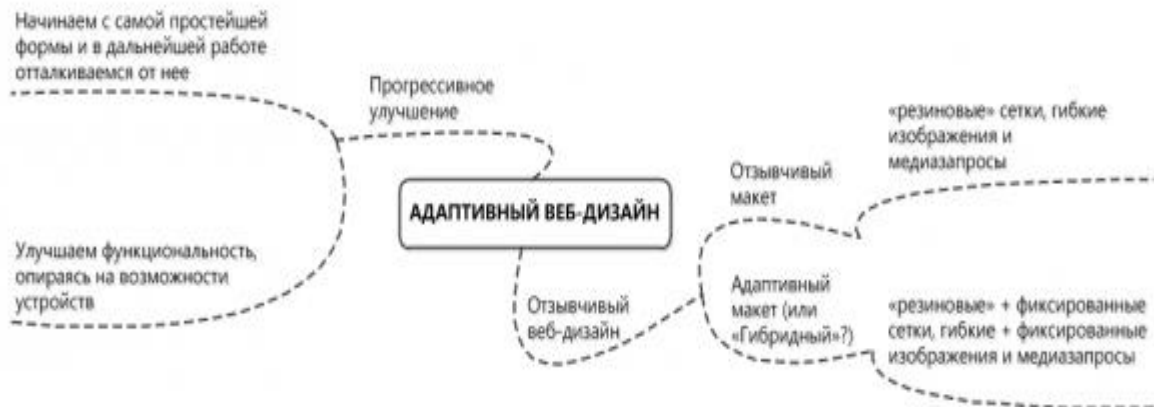 Начинаем с самой простейшей
формы и в дальнейшей работе
отталкиваемся от нее
Прогрессивное
улучшение
Улучшаем функциональность,
опираясь на возможности
устройств
АДАПТИВНЫЙ ВЕБ-ДИЗАЙН
Отзывчивый
веб-дизайн
Отзывчивый
макет
«резиновые» сетки, гибкие
изображения и
медиазапросы
Адаптивный
макет (или
«Гибридный»?)
«резиновые» + фиксированные
сетки, гибкие + фиксированные
изображения и медиазапросы